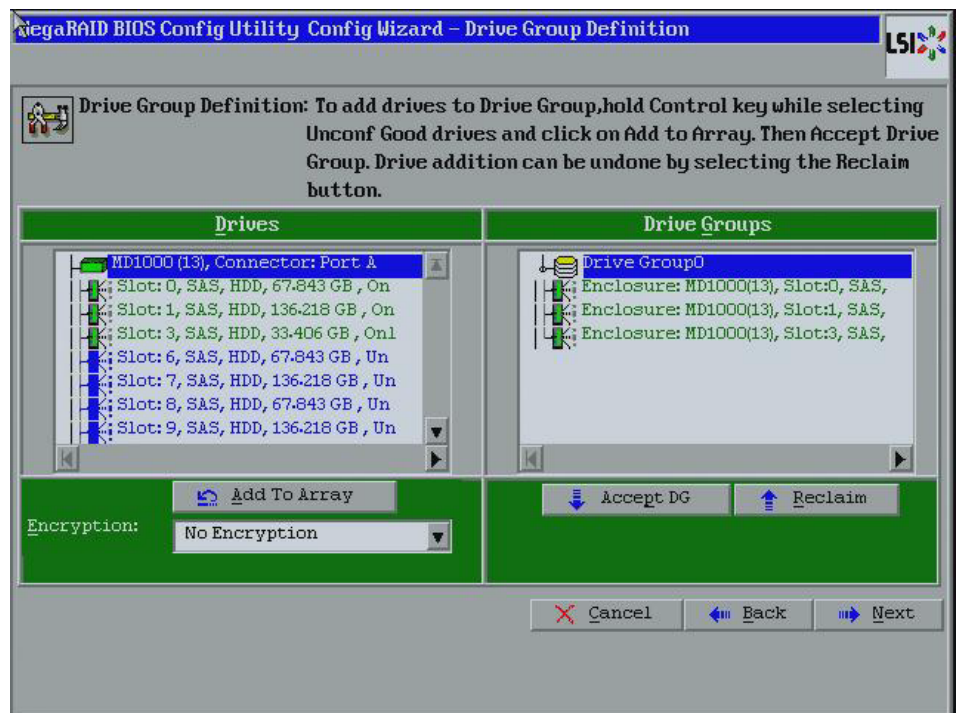 MegaRAID BIOS Config Utility Config Wizard – Drive Group Definition
LSI
Drive Group Definition: To add drives to Drive Group,hold Control key while selecting
Unconf Good drives and click on Add to Array. Then Accept Drive
Group. Drive addition can be undone by selecting the Reclaim
button.
Drives
MD1000 (13), Connector: Port A
Slot: 0, SAS, HDD, 67.843 GB , On
Slot: 1, SAS, HDD, 136.218 GB , On
Slot: 3, SAS, HDD, 33.406 GB , Onl
Slot: 6, SAS, HDD, 67.843 GB , Un
Slot: 7, SAS, HDD, 136.218 GB , Un
Slot: 8, SAS, HDD, 67.843 GB , Un
Slot: 9, SAS, HDD, 136.218 GB , Un
Add To Array
Encryption:
No Encryption
Drive Groups
Drive Group0
Enclosure: MD1000(13), Slot:0, SAS,
Enclosure: MD1000(13), Slot:1, SAS,
Enclosure: MD1000(13), Slot:3, SAS,
Accept DG
Reclaim
Cancel
Back
Next